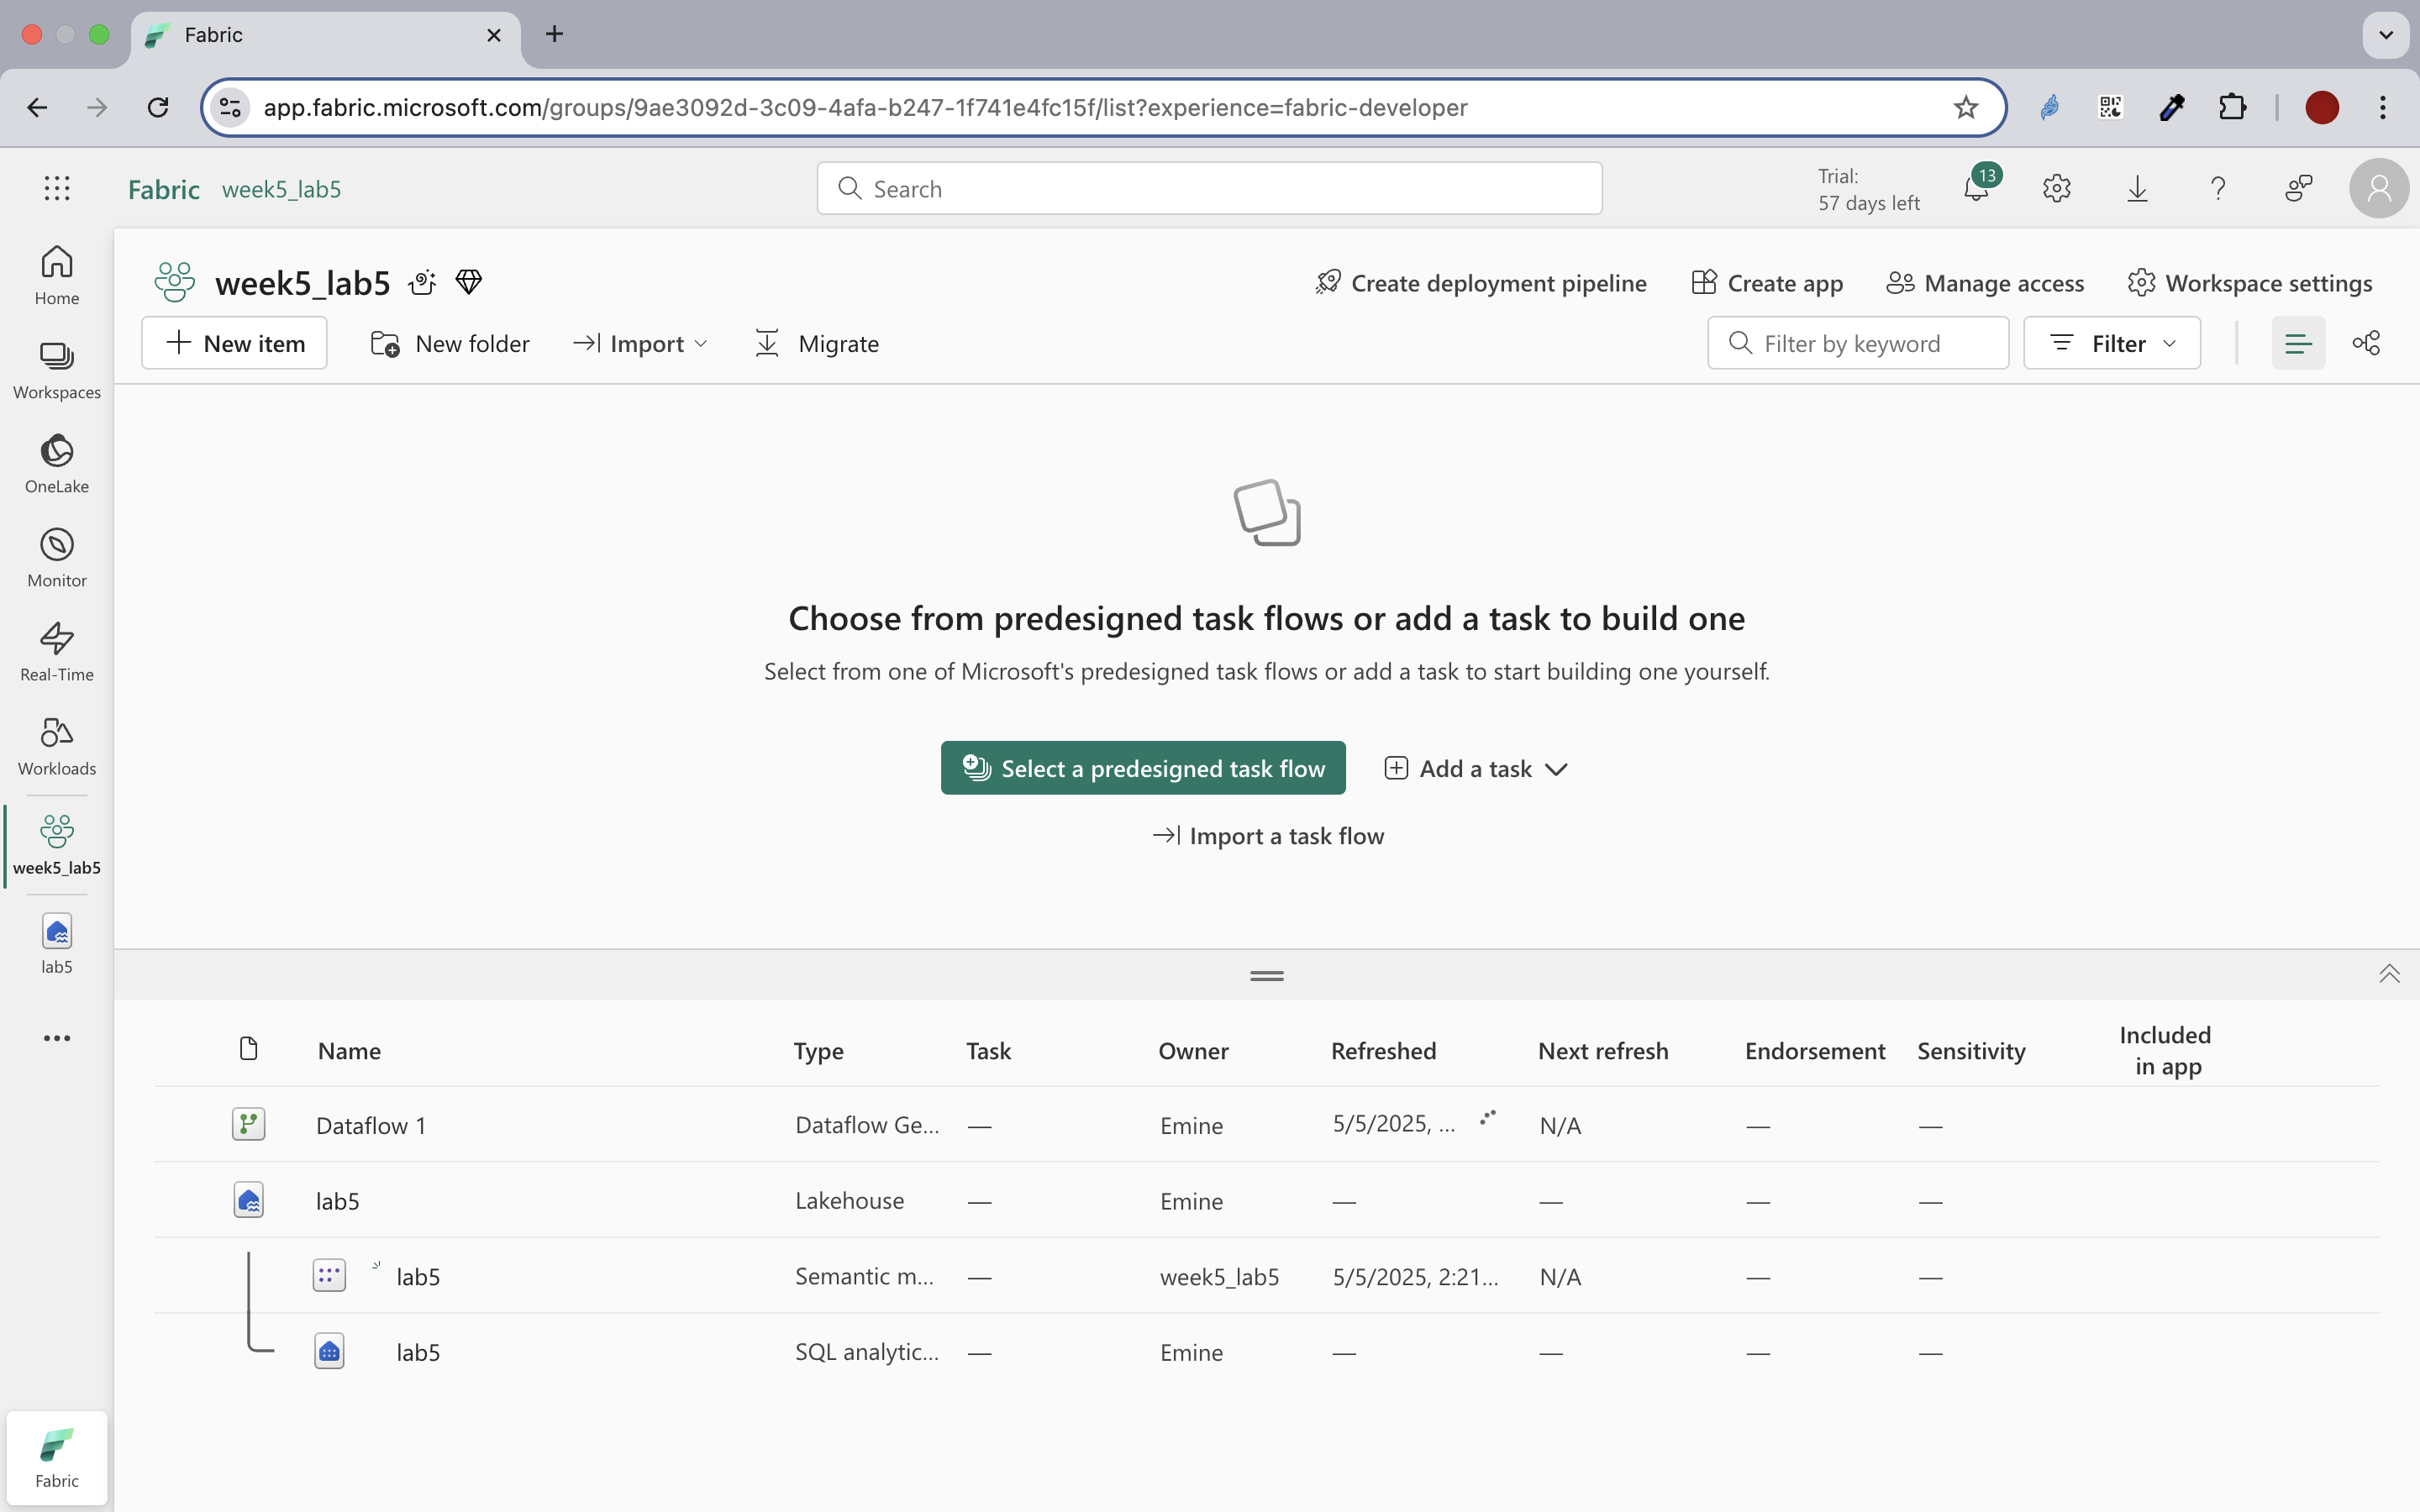 Fabric
app.fabric.microsoft.com/groups/9ae3092d-3c09-4afa-b247-1f741e4fc15f/list?experience=fabric-developer
Fabric week5_lab5
Search
Trial:
57 days left
13
Home
Workspaces
OneLake
Monitor
Real-Time
Workloads
week5_lab5
lab5
Fabric
week5_lab5
Create deployment pipeline Create app Manage access Workspace settings
New item New folder Import Migrate
Filter by keyword Filter
Choose from predesigned task flows or add a task to build one
Select from one of Microsoft's predesigned task flows or add a task to start building one yourself.
Select a predesigned task flow Add a task
Import a task flow
Name Type Task Owner Refreshed Next refresh Endorsement Sensitivity Included
in app
Dataflow 1 Dataflow Ge... — Emine 5/5/2025, ... N/A — —
lab5 Lakehouse — Emine — — — —
lab5 Semantic m... — week5_lab5 5/5/2025, 2:21... N/A — —
lab5 SQL analytic... — Emine — — — —